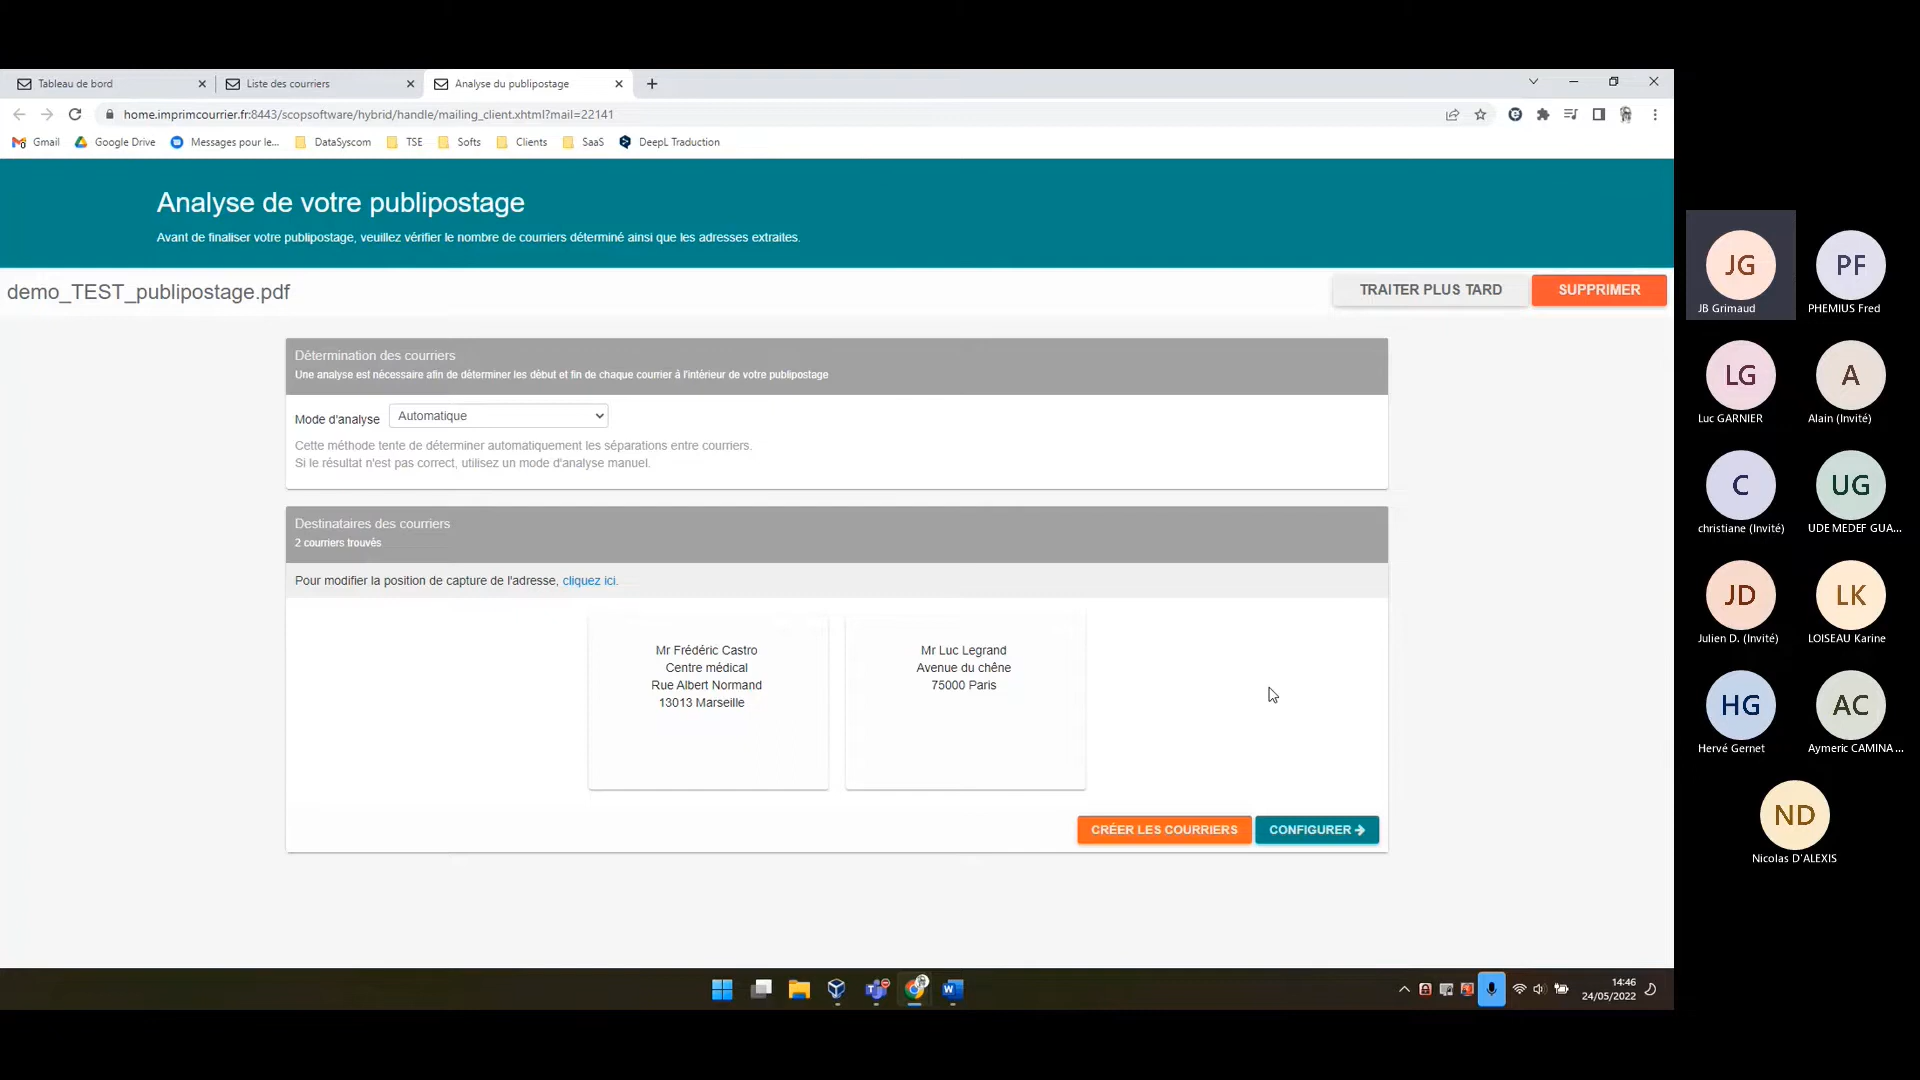 Tableau de bord
Liste des courriers
Analyse du publipostage
home.imprimcourrier.fr:8443/scopsoftware/hybrid/handle/mailing_client.xhtml?mail=22141
Gmail
Google Drive
Messages pour le...
DataSyscom
TSE
Softs
Clients
SaaS
DeepL Traduction
Analyse de votre publipostage
Avant de finaliser votre publipostage, veuillez vérifier le nombre de courriers déterminé ainsi que les adresses extraites.
demo_TEST_publipostage.pdf
TRAITER PLUS TARD
SUPPRIMER
Détermination des courriers
Une analyse est nécessaire afin de déterminer les début et fin de chaque courrier à l'intérieur de votre publipostage
Mode d'analyse
Automatique
Cette méthode tente de déterminer automatiquement les séparations entre courriers.
Si le résultat n'est pas correct, utilisez un mode d'analyse manuel.
Destinataires des courriers
2 courriers trouvés
Pour modifier la position de capture de l'adresse, cliquez ici.
Mr Frédéric Castro
Centre médical
Rue Albert Normand
13013 Marseille
Mr Luc Legrand
Avenue du chêne
75000 Paris
CRÉER LES COURRIERS
CONFIGURER
14:46
24/05/2022
JG
JB Grimaud
PF
PHEMIUS Fred
LG
Luc GARNIER
A
Alain (Invité)
C
christiane (Invité)
UG
UDE MEDEF GUA...
JD
Julien D. (Invité)
LK
LOISEAU Karine
HG
Hervé Gernet
AC
Aymeric CAMINA...
ND
Nicolas D'ALEXIS